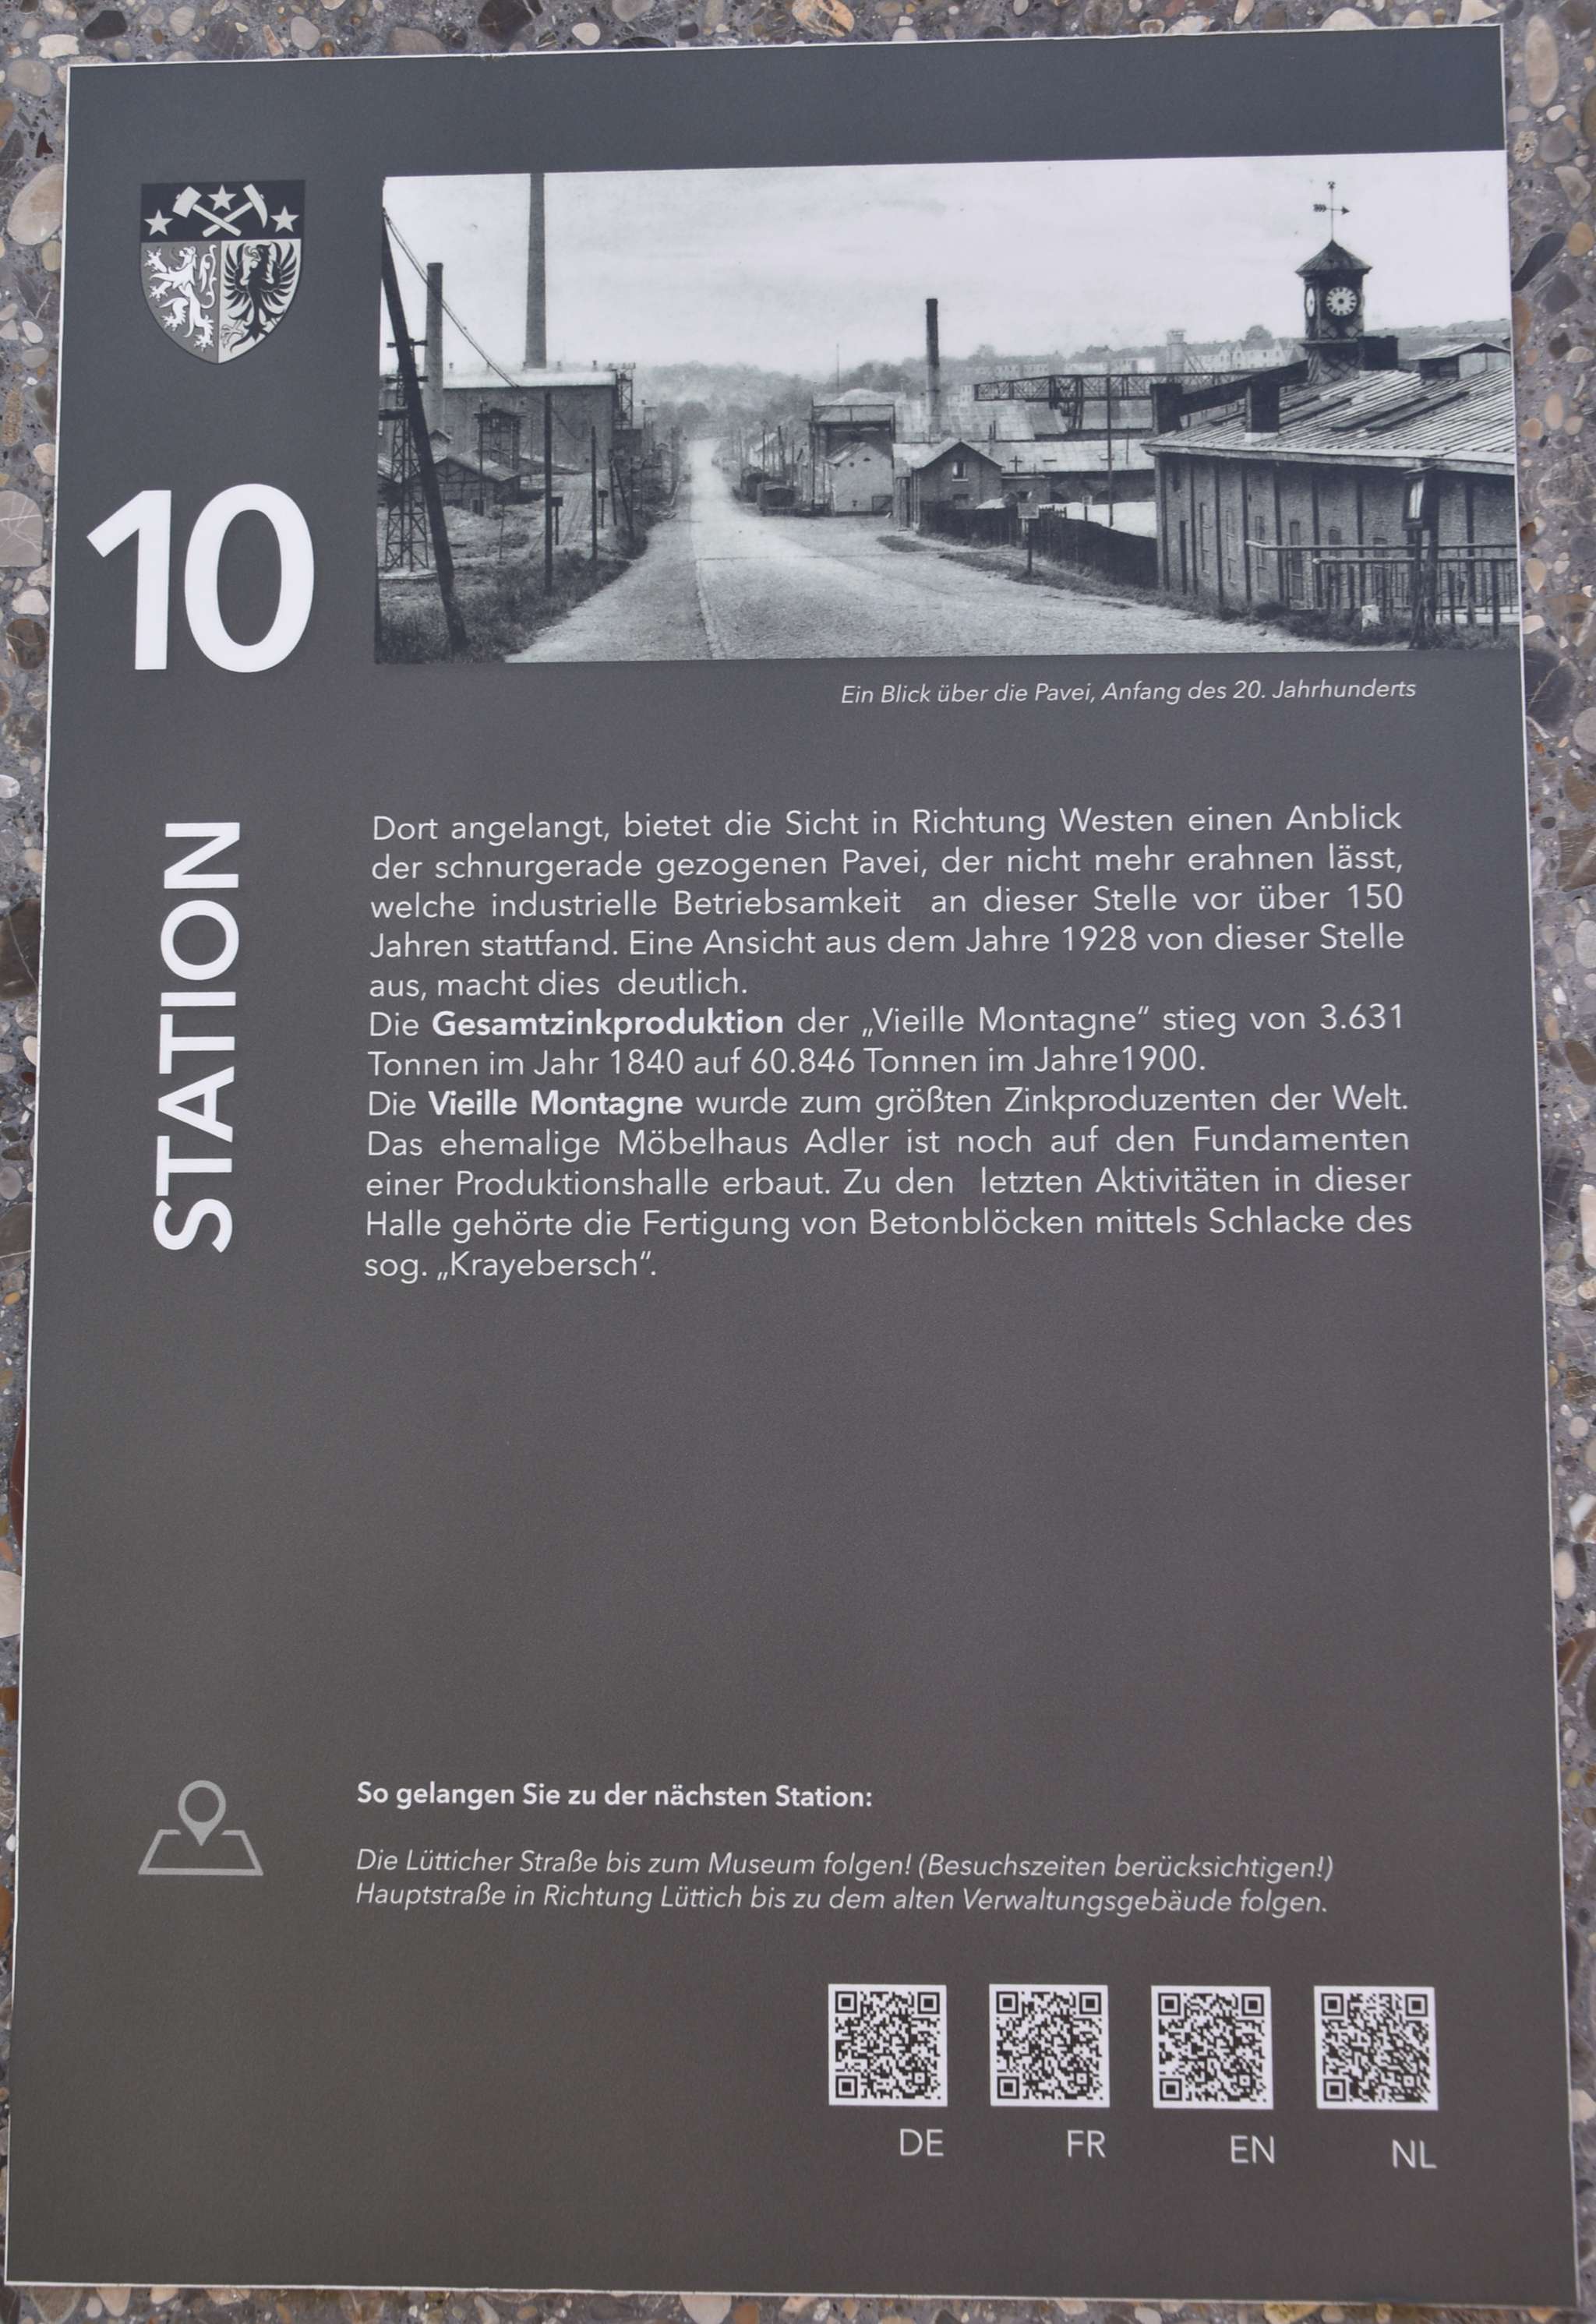 10
STATION
Ein Blick über die Pavei, Anfang des 20. Jahrhunderts
Dort angelangt, bietet die Sicht in Richtung Westen einen Anblick
der schnurgerade gezogenen Pavei, der nicht mehr erahnen lässt,
welche industrielle Betriebsamkeit an dieser Stelle vor über 150
Jahren stattfand. Eine Ansicht aus dem Jahre 1928 von dieser Stelle
aus, macht dies deutlich.
Die Gesamtzinkproduktion der „Vieille Montagne“ stieg von 3.631
Tonnen im Jahr 1840 auf 60.846 Tonnen im Jahre1900.
Die Vieille Montagne wurde zum größten Zinkproduzenten der Welt.
Das ehemalige Möbelhaus Adler ist noch auf den Fundamenten
einer Produktionshalle erbaut. Zu den letzten Aktivitäten in dieser
Halle gehörte die Fertigung von Betonblöcken mittels Schlacke des
sog. „Krayebersch“.
So gelangen Sie zu der nächsten Station:
Die Lütticher Straße bis zum Museum folgen! (Besuchszeiten berücksichtigen!)
Hauptstraße in Richtung Lüttich bis zu dem alten Verwaltungsgebäude folgen.
DE FR EN NL